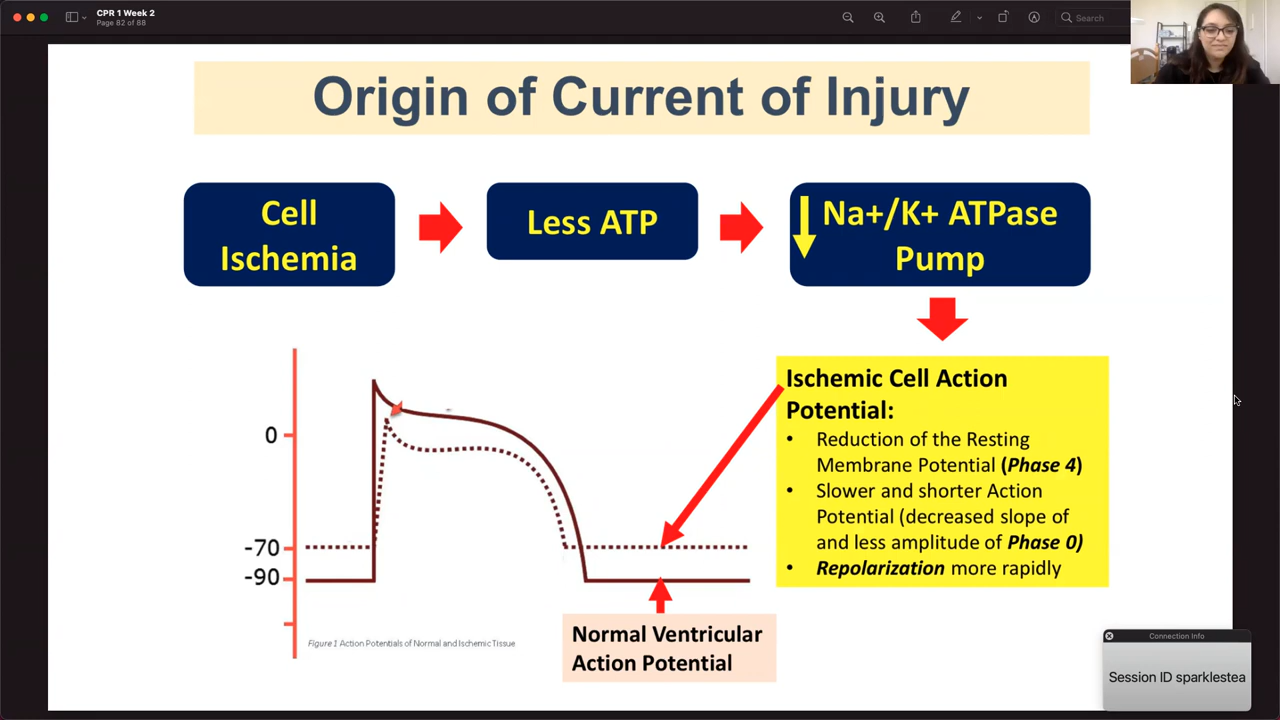 CPR 1 Week 2
Page 82 of 88
Search
Origin of Current of Injury
Cell
Ischemia
Less ATP
Na+/K+ ATPase
Pump
Ischemic Cell Action
Potential:
• Reduction of the Resting
Membrane Potential (Phase 4)
• Slower and shorter Action
Potential (decreased slope of
and less amplitude of Phase 0)
• Repolarization more rapidly
0
-70
-90
Figure 1 Action Potentials of Normal and Ischemic Tissue
Normal Ventricular
Action Potential
Connection Info
Session ID sparklestea